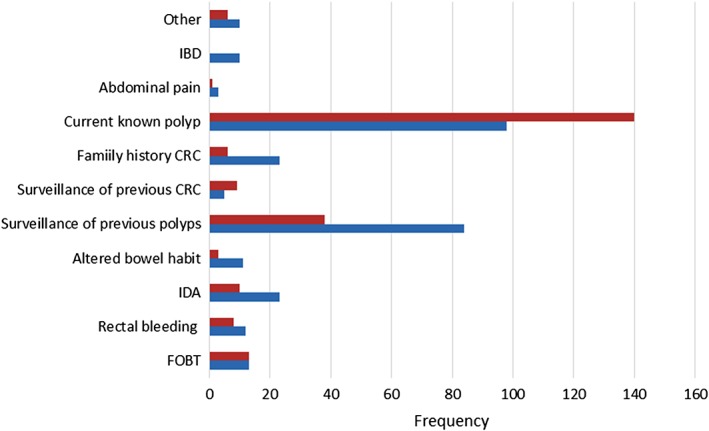 Other
IBD
Abdominal pain
Current known polyp
Famiily history CRC
Surveillance of previous CRC
Surveillance of previous polyps
Altered bowel habit
IDA
Rectal bleeding
FOBT
0 20 40 60 80 100 120 140 160
Frequency